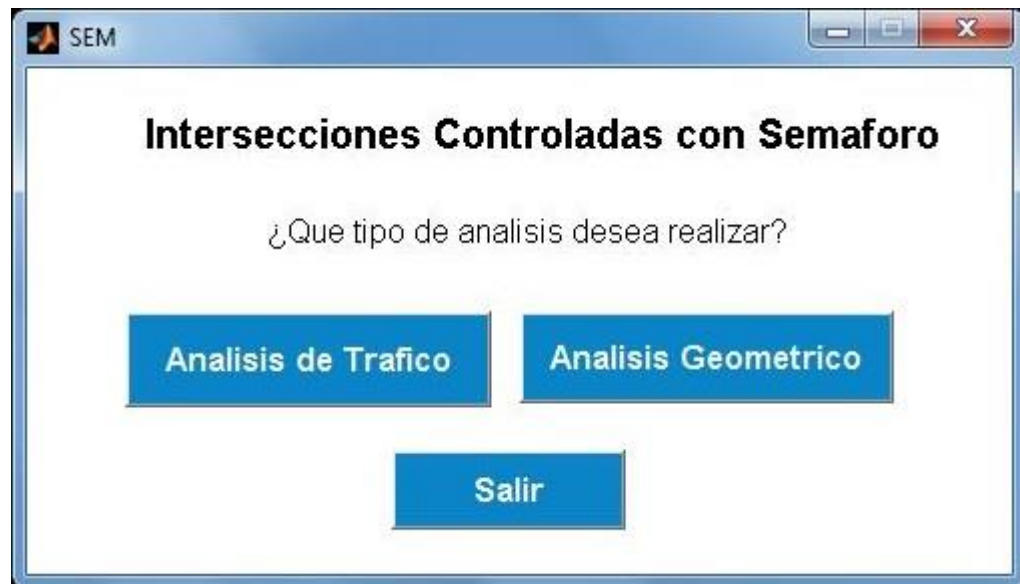 SEM
Intersecciones Controladas con Semaforo
¿Que tipo de analisis desea realizar?
Analisis de Trafico
Analisis Geometrico
Salir